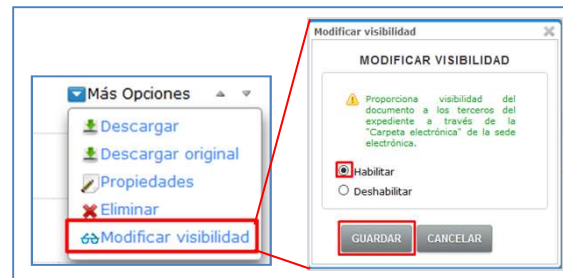 Más Opciones
Descargar
Descargar original
Propiedades
Eliminar
Modificar visibilidad
Modificar visibilidad
MODIFICAR VISIBILIDAD
Proporciona visibilidad del
documento a los terceros del
expediente a través de la
"Carpeta electrónica" de la sede
electrónica.
Habilitar
Deshabilitar
GUARDAR CANCELAR